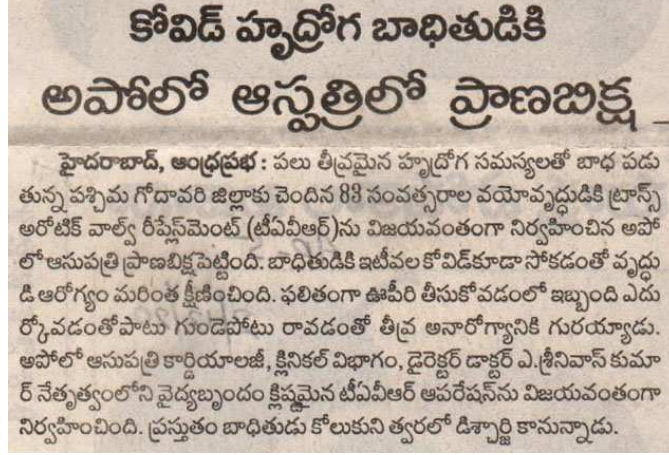 కోవిడ్ హృద్రోగ బాధితుడికి
అపోలో ఆస్పత్రిలో ప్రాణబిక్ష
హైదరాబాద్, ఆంధ్రప్రభ : పలు తీవ్రమైన హృద్రోగ సమస్యలతో బాధ పడు
తున్న పశ్చిమ గోదావరి జిల్లాకు చెందిన 83 సంవత్సరాల వయోవృద్ధుడికి ట్రాన్స్
అరోటిక్ వాల్వ్ రీప్లేస్‌మెంట్ (టీఏవీఆర్)ను విజయవంతంగా నిర్వహించిన అపో
లో ఆసుపత్రి ప్రాణబిక్షపెట్టింది. బాధితుడికి ఇటీవల కోవిడ్‌కూడా సోకడంతో వృద్ధు
డి ఆరోగ్యం మరింత క్షీణించింది. ఫలితంగా ఊపీరి తీసుకోవడంలో ఇబ్బంది ఎదు
ర్కోవడంతోపాటు గుండెపోటు రావడంతో తీవ్ర అనారోగ్యానికి గురయ్యాడు.
అపోలో ఆసుపత్రి కార్డియాలజీ, క్లినికల్ విభాగం, డైరెక్టర్ డాక్టర్ ఎ.శ్రీనివాస్ కుమా
ర్ నేతృత్వంలోని వైద్యబృందం క్లిష్టమైన టీఏవీఆర్ ఆపరేషన్‌ను విజయవంతంగా
నిర్వహించింది. ప్రస్తుతం బాధితుడు కోలుకుని త్వరలో డిశ్చార్జి కానున్నాడు.